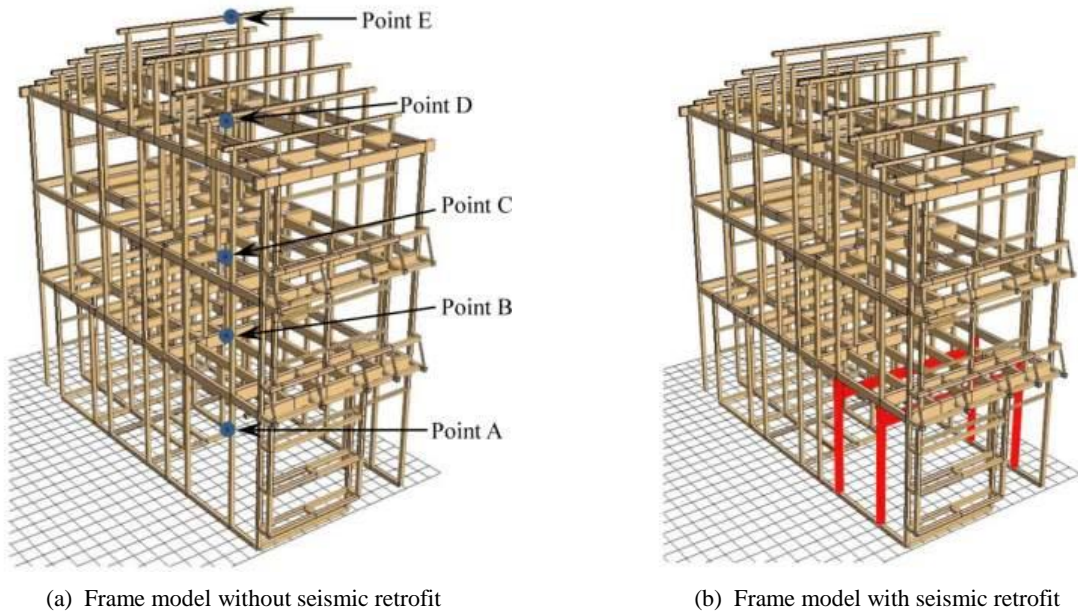 Point E
Point D
Point C
Point B
Point A
(a) Frame model without seismic retrofit
(b) Frame model with seismic retrofit